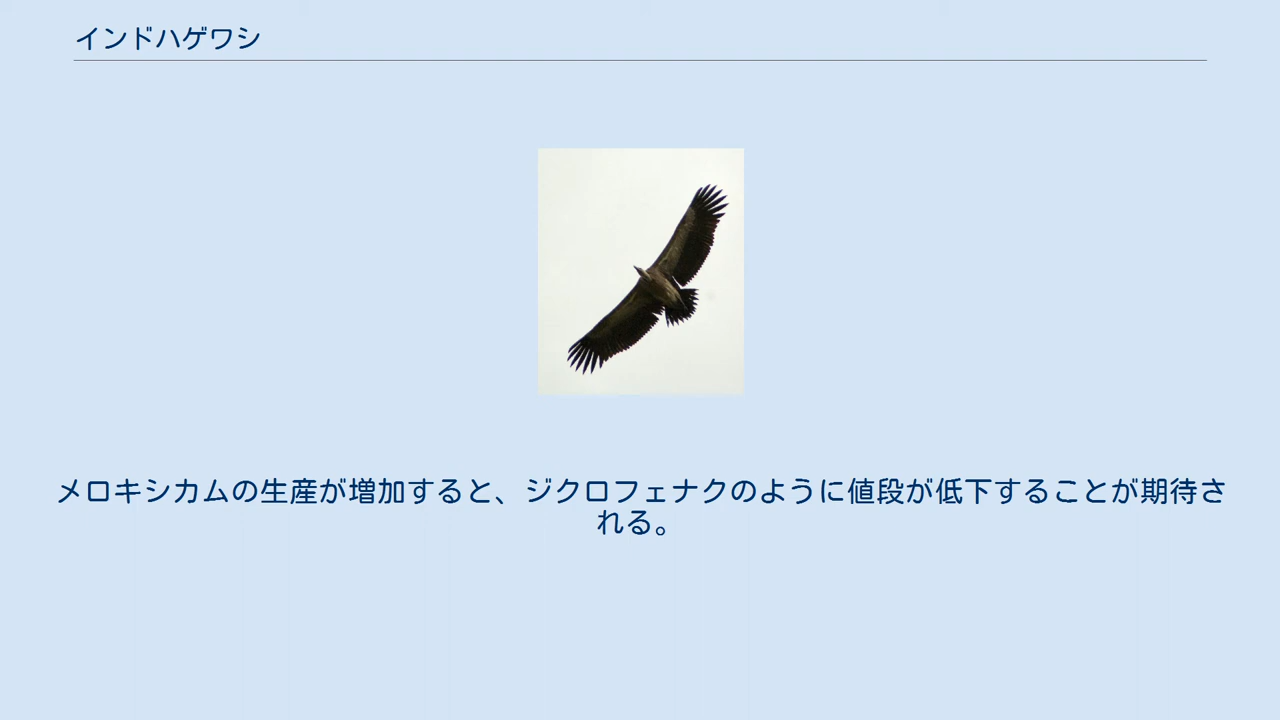 インドハゲワシ
メロキシカムの生産が増加すると、ジクロフェナクのように値段が低下することが期待さ
れる。